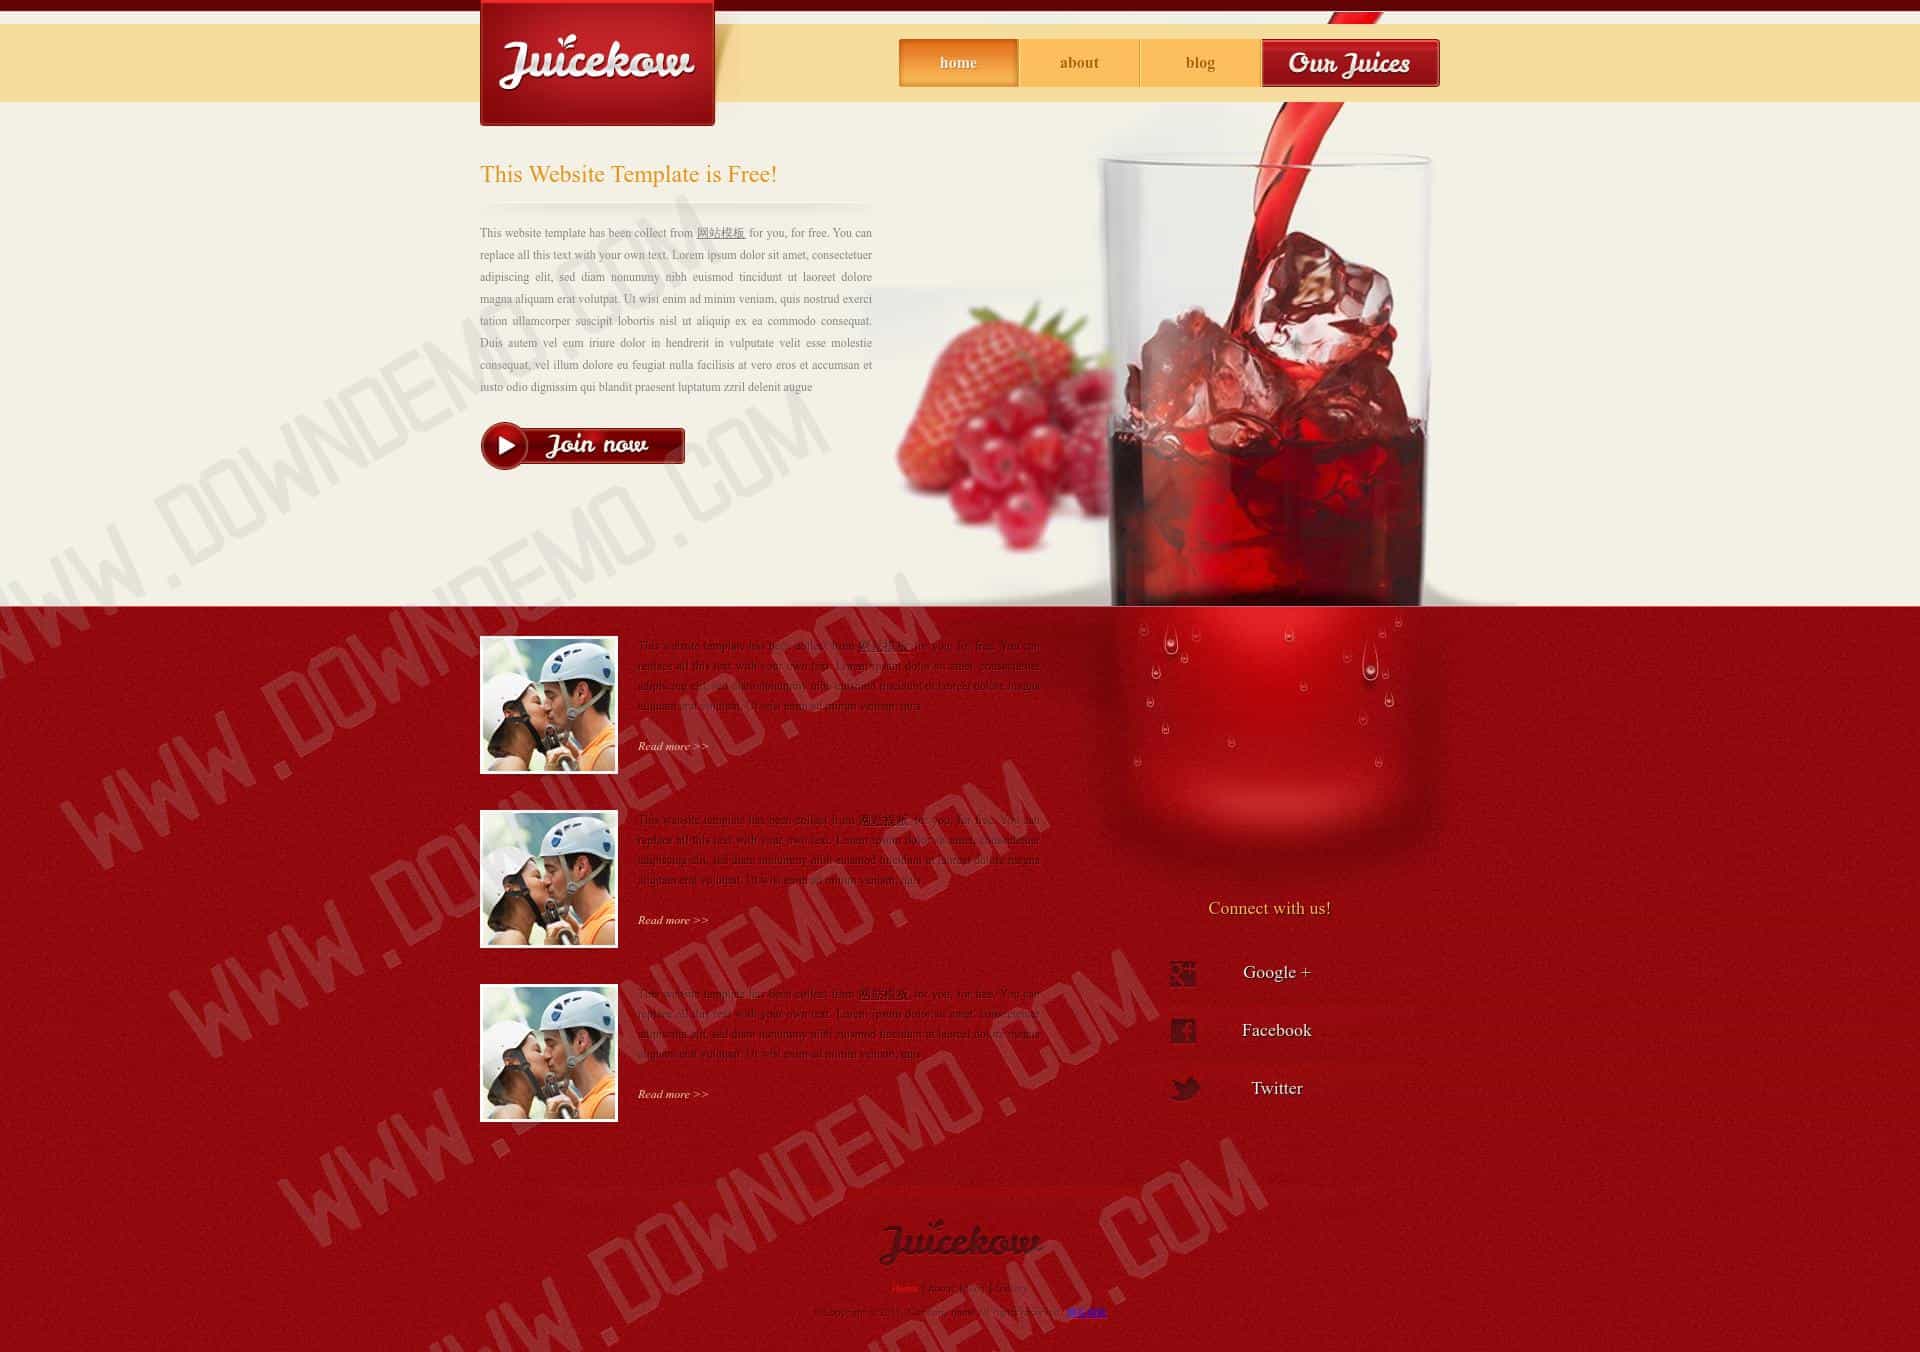 Juicekow
home
about
blog
Our Juices
This Website Template is Free!
This website template has been collect from 网站模板 for you, for free. You can
replace all this text with your own text. Lorem ipsum dolor sit amet, consectetuer
adipiscing elit, sed diam nonummy nibh euismod tincidunt ut laoreet dolore
magna aliquam erat volutpat. Ut wisi enim ad minim veniam, quis nostrud exerci
tation ullamcorper suscipit lobortis nisl ut aliquip ex ea commodo consequat.
Duis autem vel eum iriure dolor in hendrerit in vulputate velit esse molestie
consequat, vel illum dolore eu feugiat nulla facilisis at vero eros et accumsan et
iusto odio dignissim qui blandit praesent luptatum zzril delenit augue
Join now
This website template has been collect from 网站模板 for you, for free. You can
replace all this text with your own text. Lorem ipsum dolor sit amet, consectetuer
adipiscing elit, sed diam nonummy nibh euismod tincidunt ut laoreet dolore magna
aliquam erat volutpat. Ut wisi enim ad minim veniam, quis
Read more >>
This website template has been collect from 网站模板 for you, for free. You can
replace all this text with your own text. Lorem ipsum dolor sit amet, consectetuer
adipiscing elit, sed diam nonummy nibh euismod tincidunt ut laoreet dolore magna
aliquam erat volutpat. Ut wisi enim ad minim veniam, quis
Read more >>
This website template has been collect from 网站模板 for you, for free. You can
replace all this text with your own text. Lorem ipsum dolor sit amet, consectetuer
adipiscing elit, sed diam nonummy nibh euismod tincidunt ut laoreet dolore magna
aliquam erat volutpat. Ut wisi enim ad minim veniam, quis
Read more >>
Connect with us!
Google +
Facebook
Twitter
Juicekow
Home
WWW.DOWNDEMO.COM
WWW.DOWNDEMO.COM
WWW.DOWNDEMO.COM
WWW.DOWNDEMO.COM
WWW.DOWNDEMO.COM